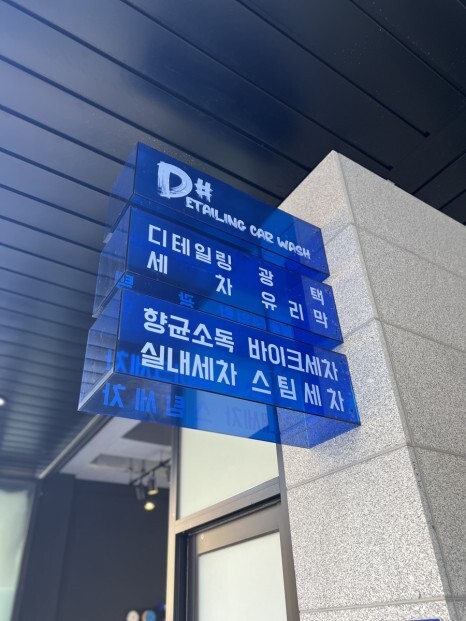 D#
ETAILING CAR WASH
디테일링 광택
세차 유리막
향균소독 바이크세차
실내세차 스팀세차